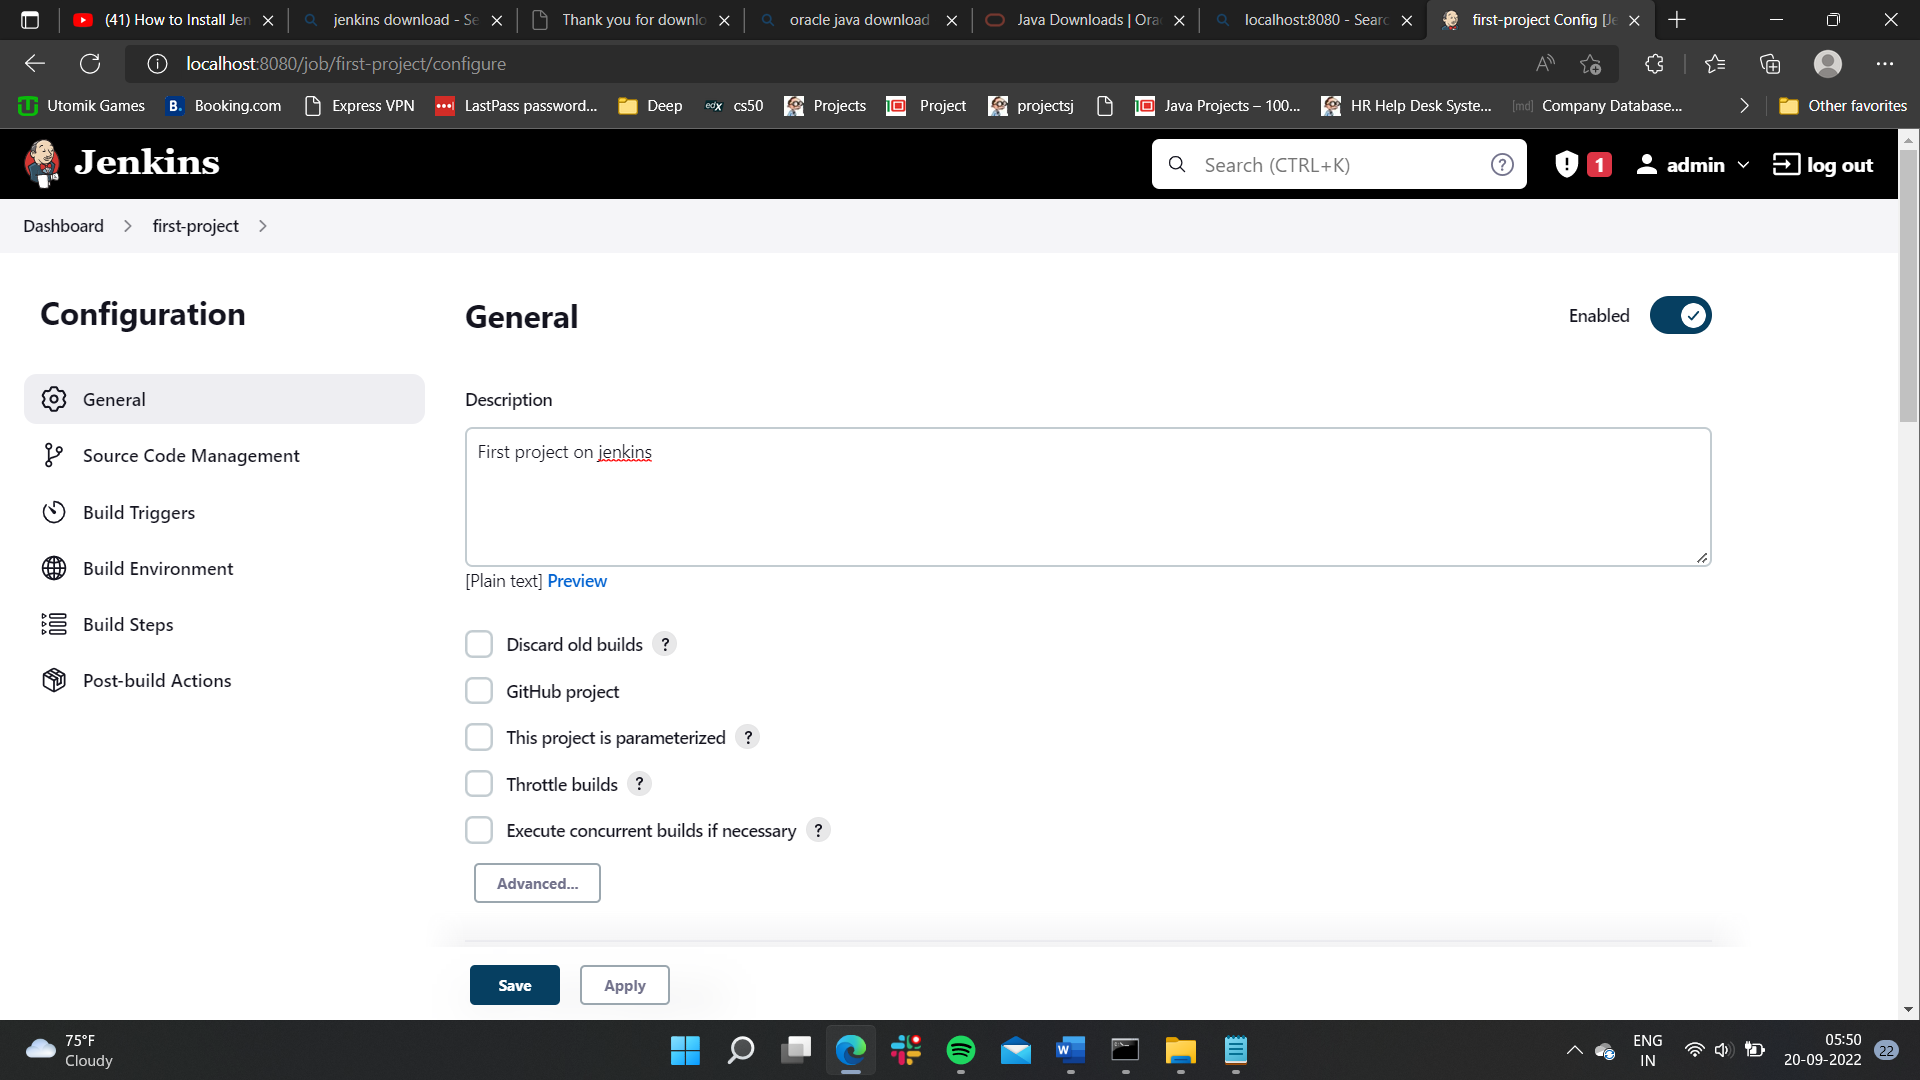 (41) How to Install Jen
jenkins download - Se
Thank you for downlo
oracle java download
Java Downloads | Ora
localhost:8080 - Searc
first-project Config [Je
localhost:8080/job/first-project/configure
Utomik Games
B. Booking.com
Express VPN
LastPass password...
Deep
edX cs50
Projects
Project
projectsj
Java Projects – 100...
HR Help Desk Syste...
[md] Company Database...
Other favorites
Jenkins
Search (CTRL+K)
?
1
admin
log out
Dashboard
first-project
Configuration
General
Source Code Management
Build Triggers
Build Environment
Build Steps
Post-build Actions
General
Enabled
Description
First project on jenkins
[Plain text] Preview
Discard old builds ?
GitHub project
This project is parameterized ?
Throttle builds ?
Execute concurrent builds if necessary ?
Advanced...
Save
Apply
75°F
Cloudy
W
ENG
IN
05:50
20-09-2022
22